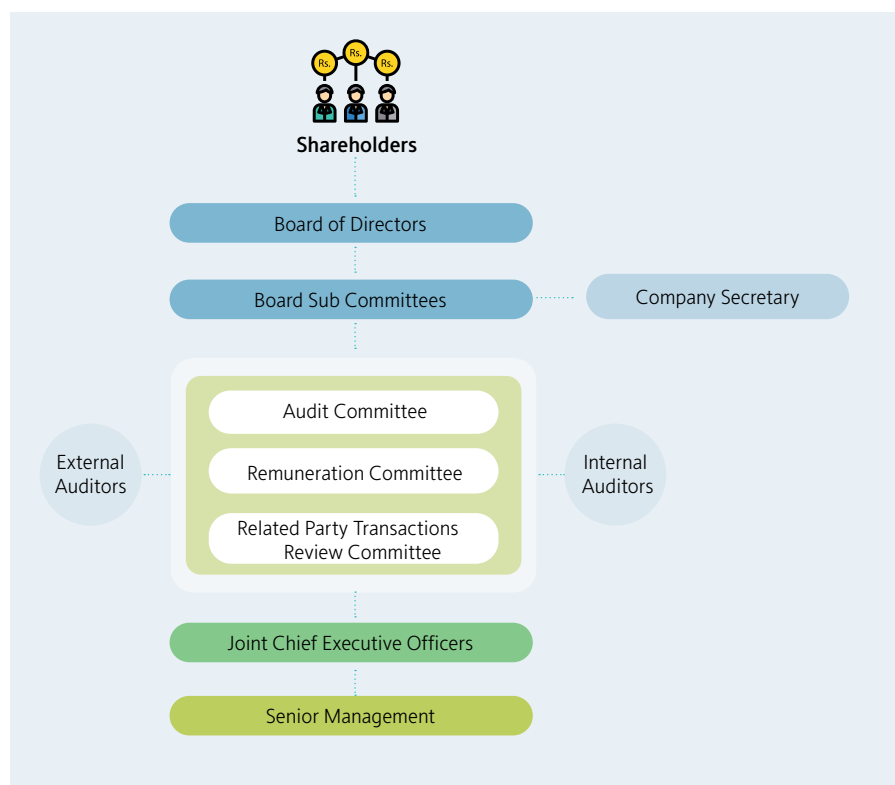 Rs.
Rs.
Rs.
Shareholders
Board of Directors
Board Sub Committees
Company Secretary
Audit Committee
External
Auditors
Remuneration Committee
Internal
Auditors
Related Party Transactions
Review Committee
Joint Chief Executive Officers
Senior Management